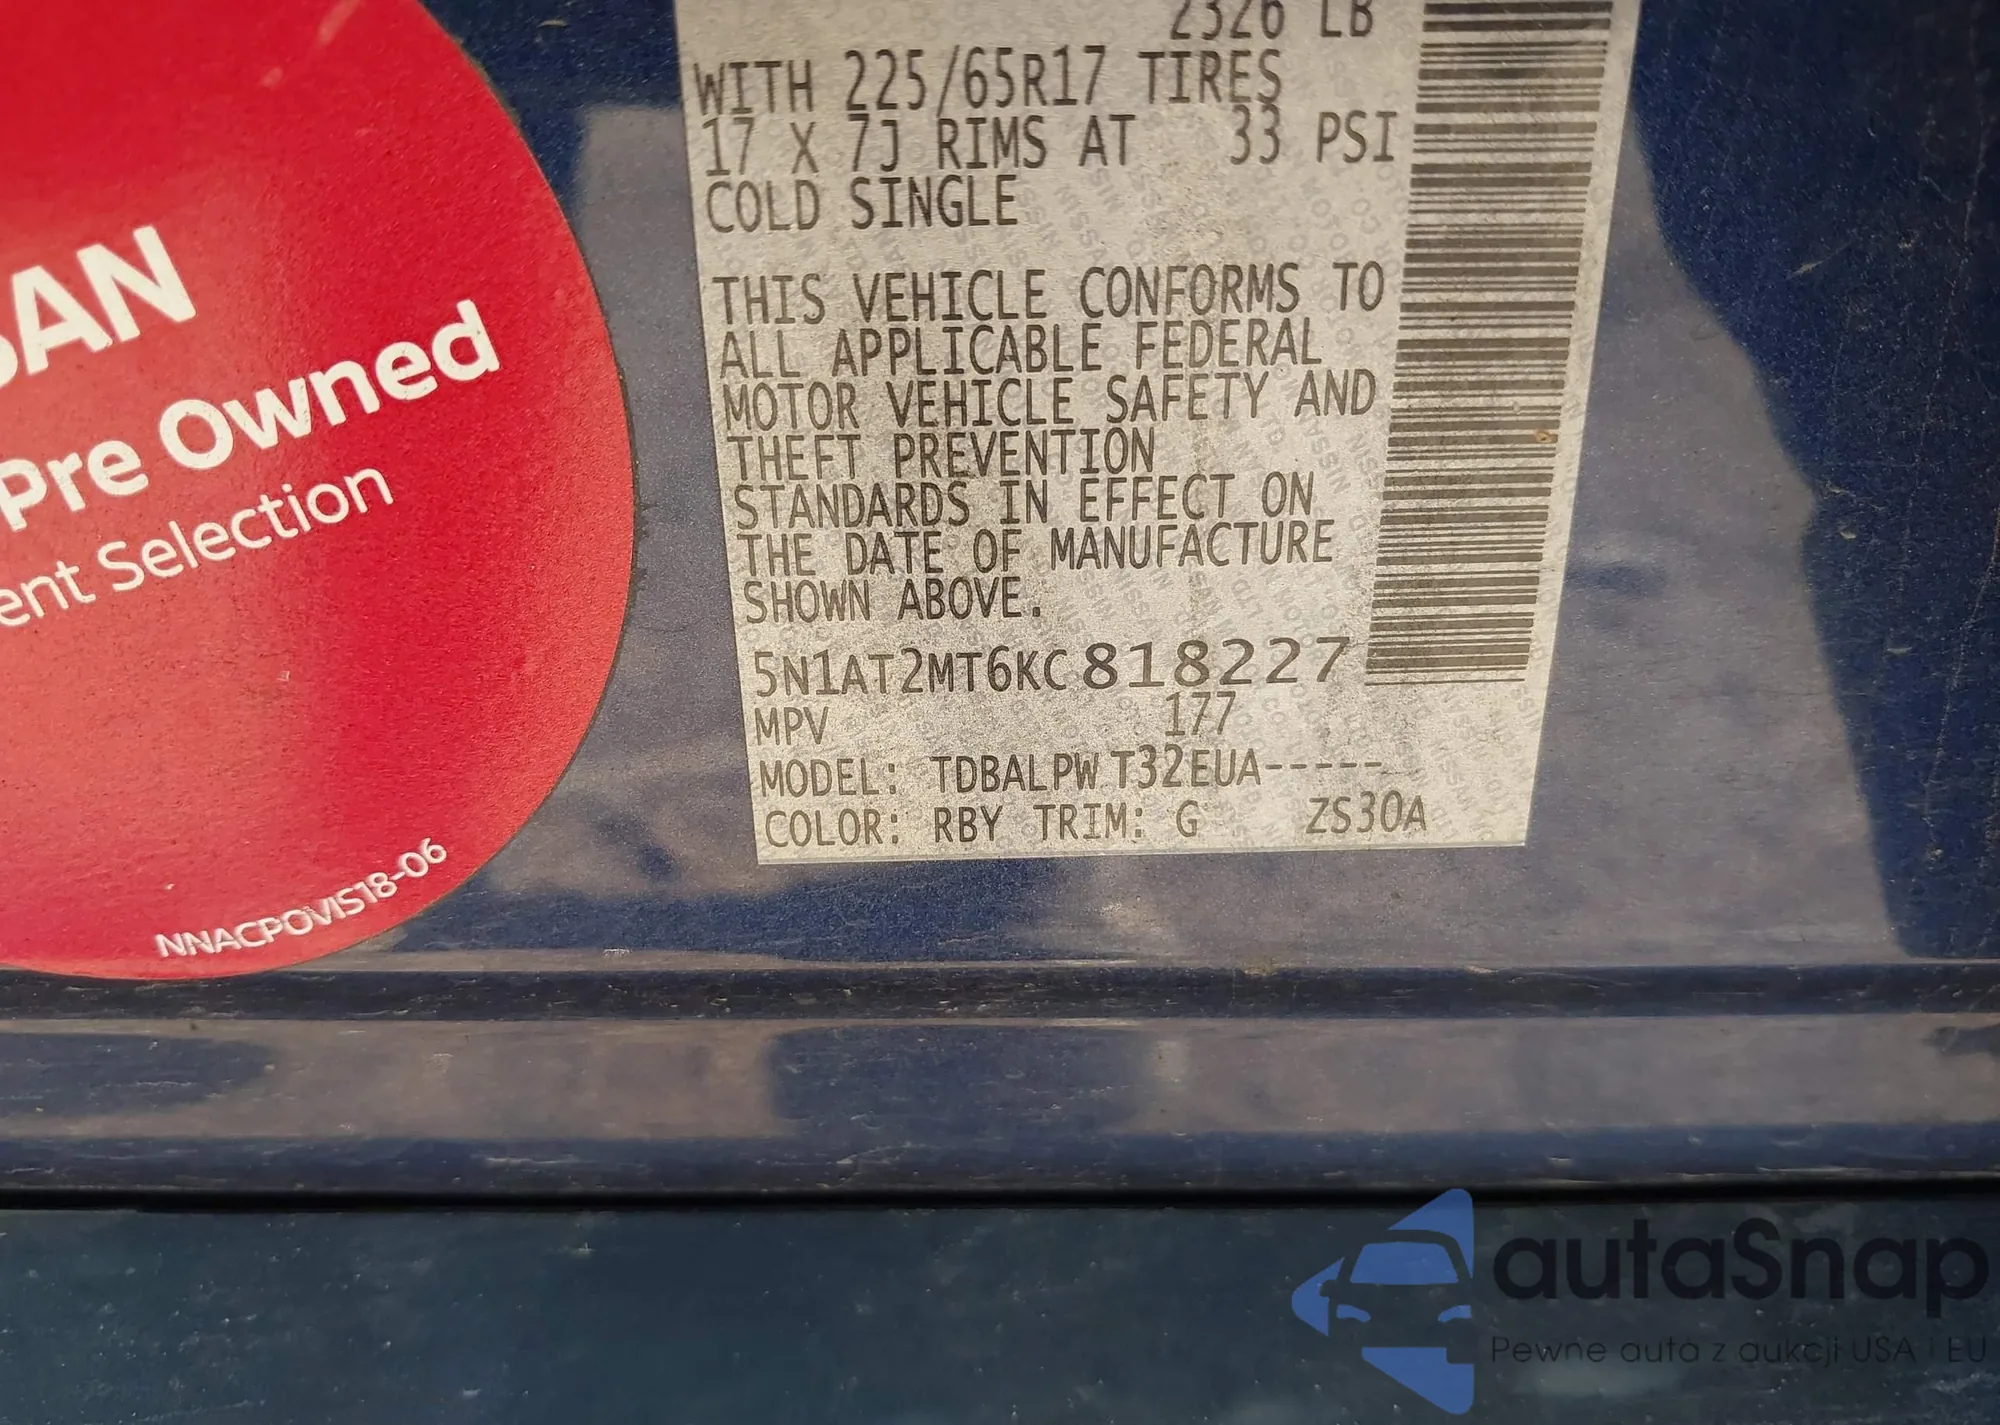 SAN
Pre Owned
ent Selection
NNACPOVIS18-06
2326 LB
WITH 225/65R17 TIRES
17 X 7J RIMS AT 33 PSI
COLD SINGLE
THIS VEHICLE CONFORMS TO
ALL APPLICABLE FEDERAL
MOTOR VEHICLE SAFETY AND
THEFT PREVENTION
STANDARDS IN EFFECT ON
THE DATE OF MANUFACTURE
SHOWN ABOVE.
5N1AT2MT6KC818227
MPV 177
MODEL: TDBALPW T32EUA-----
COLOR: RBY TRIM: G ZS30A
autaSnap
Pewne auta z aukcji USA i EU